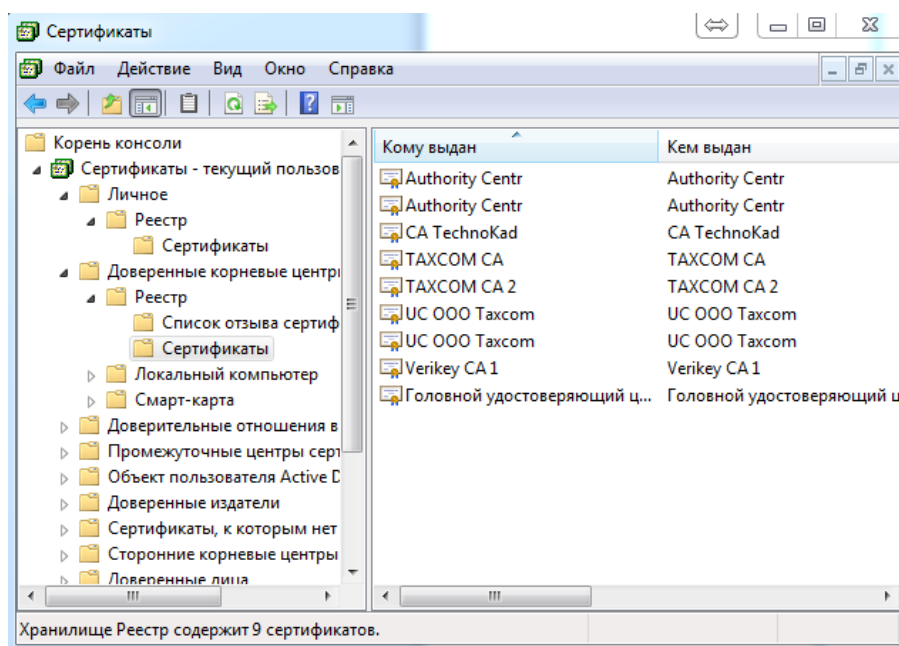 Сертификаты
Файл Действие Вид Окно Справка
Корень консоли
Сертификаты - текущий пользов
Личное
Реестр
Сертификаты
Доверенные корневые центры
Реестр
Список отзыва сертиф
Сертификаты
Локальный компьютер
Смарт-карта
Доверительные отношения в
Промежуточные центры серт
Объект пользователя Active D
Доверенные издатели
Сертификаты, к которым нет
Сторонние корневые центры
Доверенные лица
Кому выдан Кем выдан
Authority Centr Authority Centr
Authority Centr Authority Centr
CA TechnoKad CA TechnoKad
TAXCOM CA TAXCOM CA
TAXCOM CA 2 TAXCOM CA 2
UC OOO Taxcom UC OOO Taxcom
UC OOO Taxcom UC OOO Taxcom
Verikey CA 1 Verikey CA 1
Головной удостоверяющий ц... Головной удостоверяющий ц
Хранилище Реестр содержит 9 сертификатов.